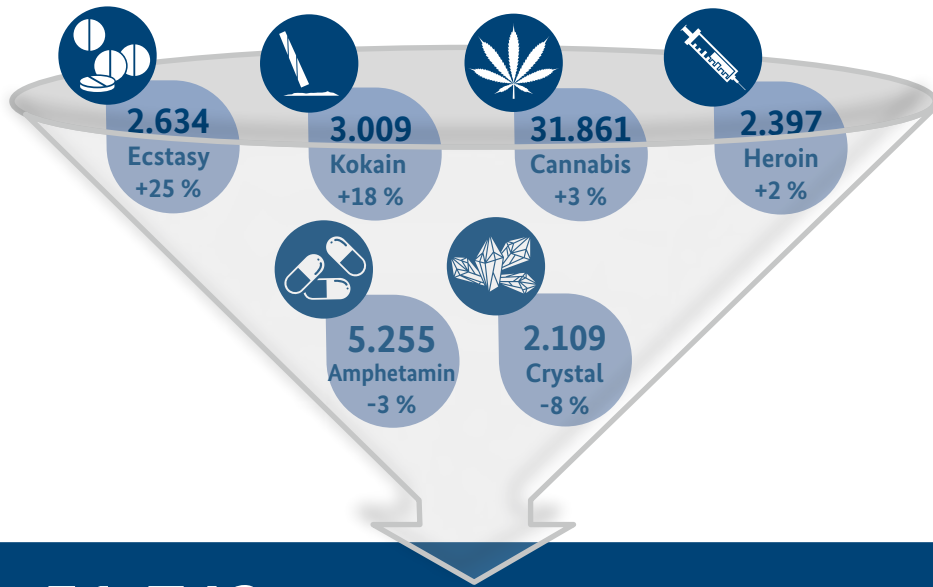 2.634
Ecstasy
+25 %
3.009
Kokain
+18 %
31.861
Cannabis
+3 %
2.397
Heroin
+2 %
5.255
Amphetamin
-3 %
2.109
Crystal
-8 %